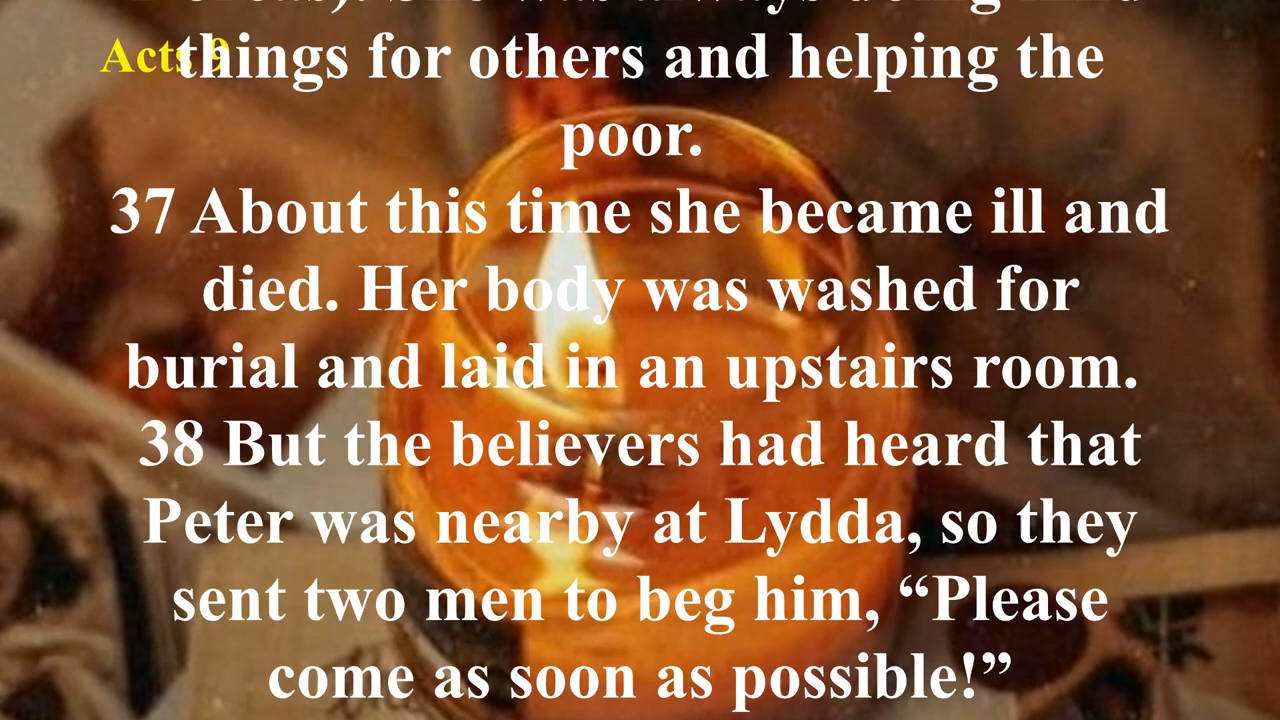 Acts 9
things for others and helping the
poor.
37 About this time she became ill and
died. Her body was washed for
burial and laid in an upstairs room.
38 But the believers had heard that
Peter was nearby at Lydda, so they
sent two men to beg him, “Please
come as soon as possible!”